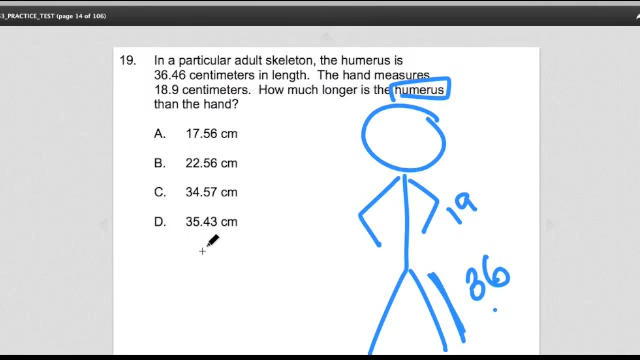 S3_PRACTICE_TEST (page 14 of 106)
19. In a particular adult skeleton, the humerus is
36.46 centimeters in length. The hand measures
18.9 centimeters. How much longer is the humerus
than the hand?
A. 17.56 cm
B. 22.56 cm
C. 34.57 cm
D. 35.43 cm
19
36